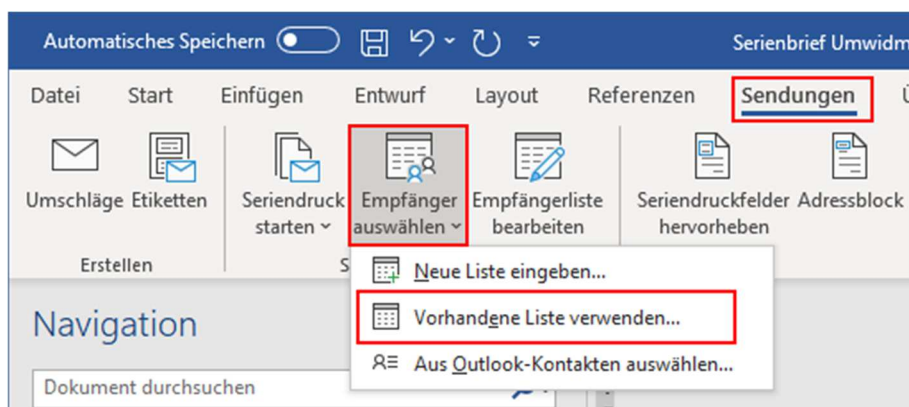 Automatisches Speichern
Serienbrief Umwidm
Datei Start Einfügen Entwurf Layout Referenzen Sendungen
Umschläge Etiketten Seriendruck Empfänger Empfängerliste Seriendruckfelder Adressblock
starten auswählen bearbeiten hervorheben
Erstellen S
Neue Liste eingeben...
Vorhandene Liste verwenden...
Aus Outlook-Kontakten auswählen...
Navigation
Dokument durchsuchen